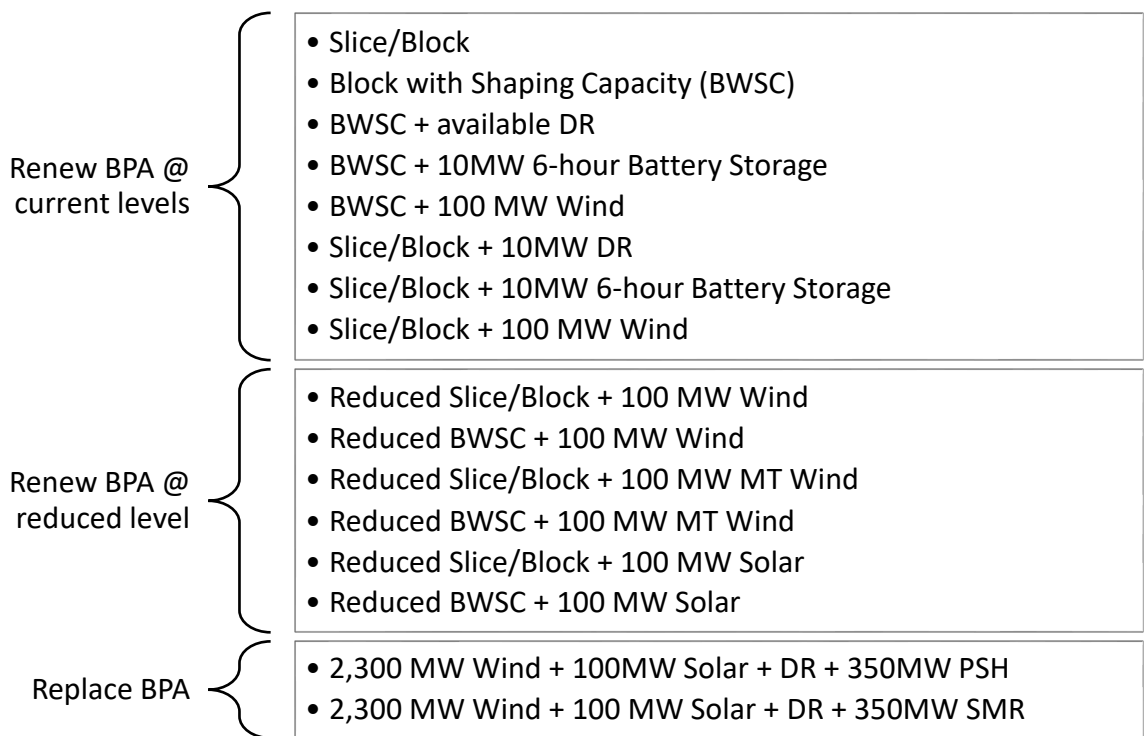 Renew BPA @
current levels
• Slice/Block
• Block with Shaping Capacity (BWSC)
• BWSC + available DR
• BWSC + 10MW 6-hour Battery Storage
• BWSC + 100 MW Wind
• Slice/Block + 10MW DR
• Slice/Block + 10MW 6-hour Battery Storage
• Slice/Block + 100 MW Wind
Renew BPA @
reduced level
• Reduced Slice/Block + 100 MW Wind
• Reduced BWSC + 100 MW Wind
• Reduced Slice/Block + 100 MW MT Wind
• Reduced BWSC + 100 MW MT Wind
• Reduced Slice/Block + 100 MW Solar
• Reduced BWSC + 100 MW Solar
Replace BPA
• 2,300 MW Wind + 100MW Solar + DR + 350MW PSH
• 2,300 MW Wind + 100 MW Solar + DR + 350MW SMR